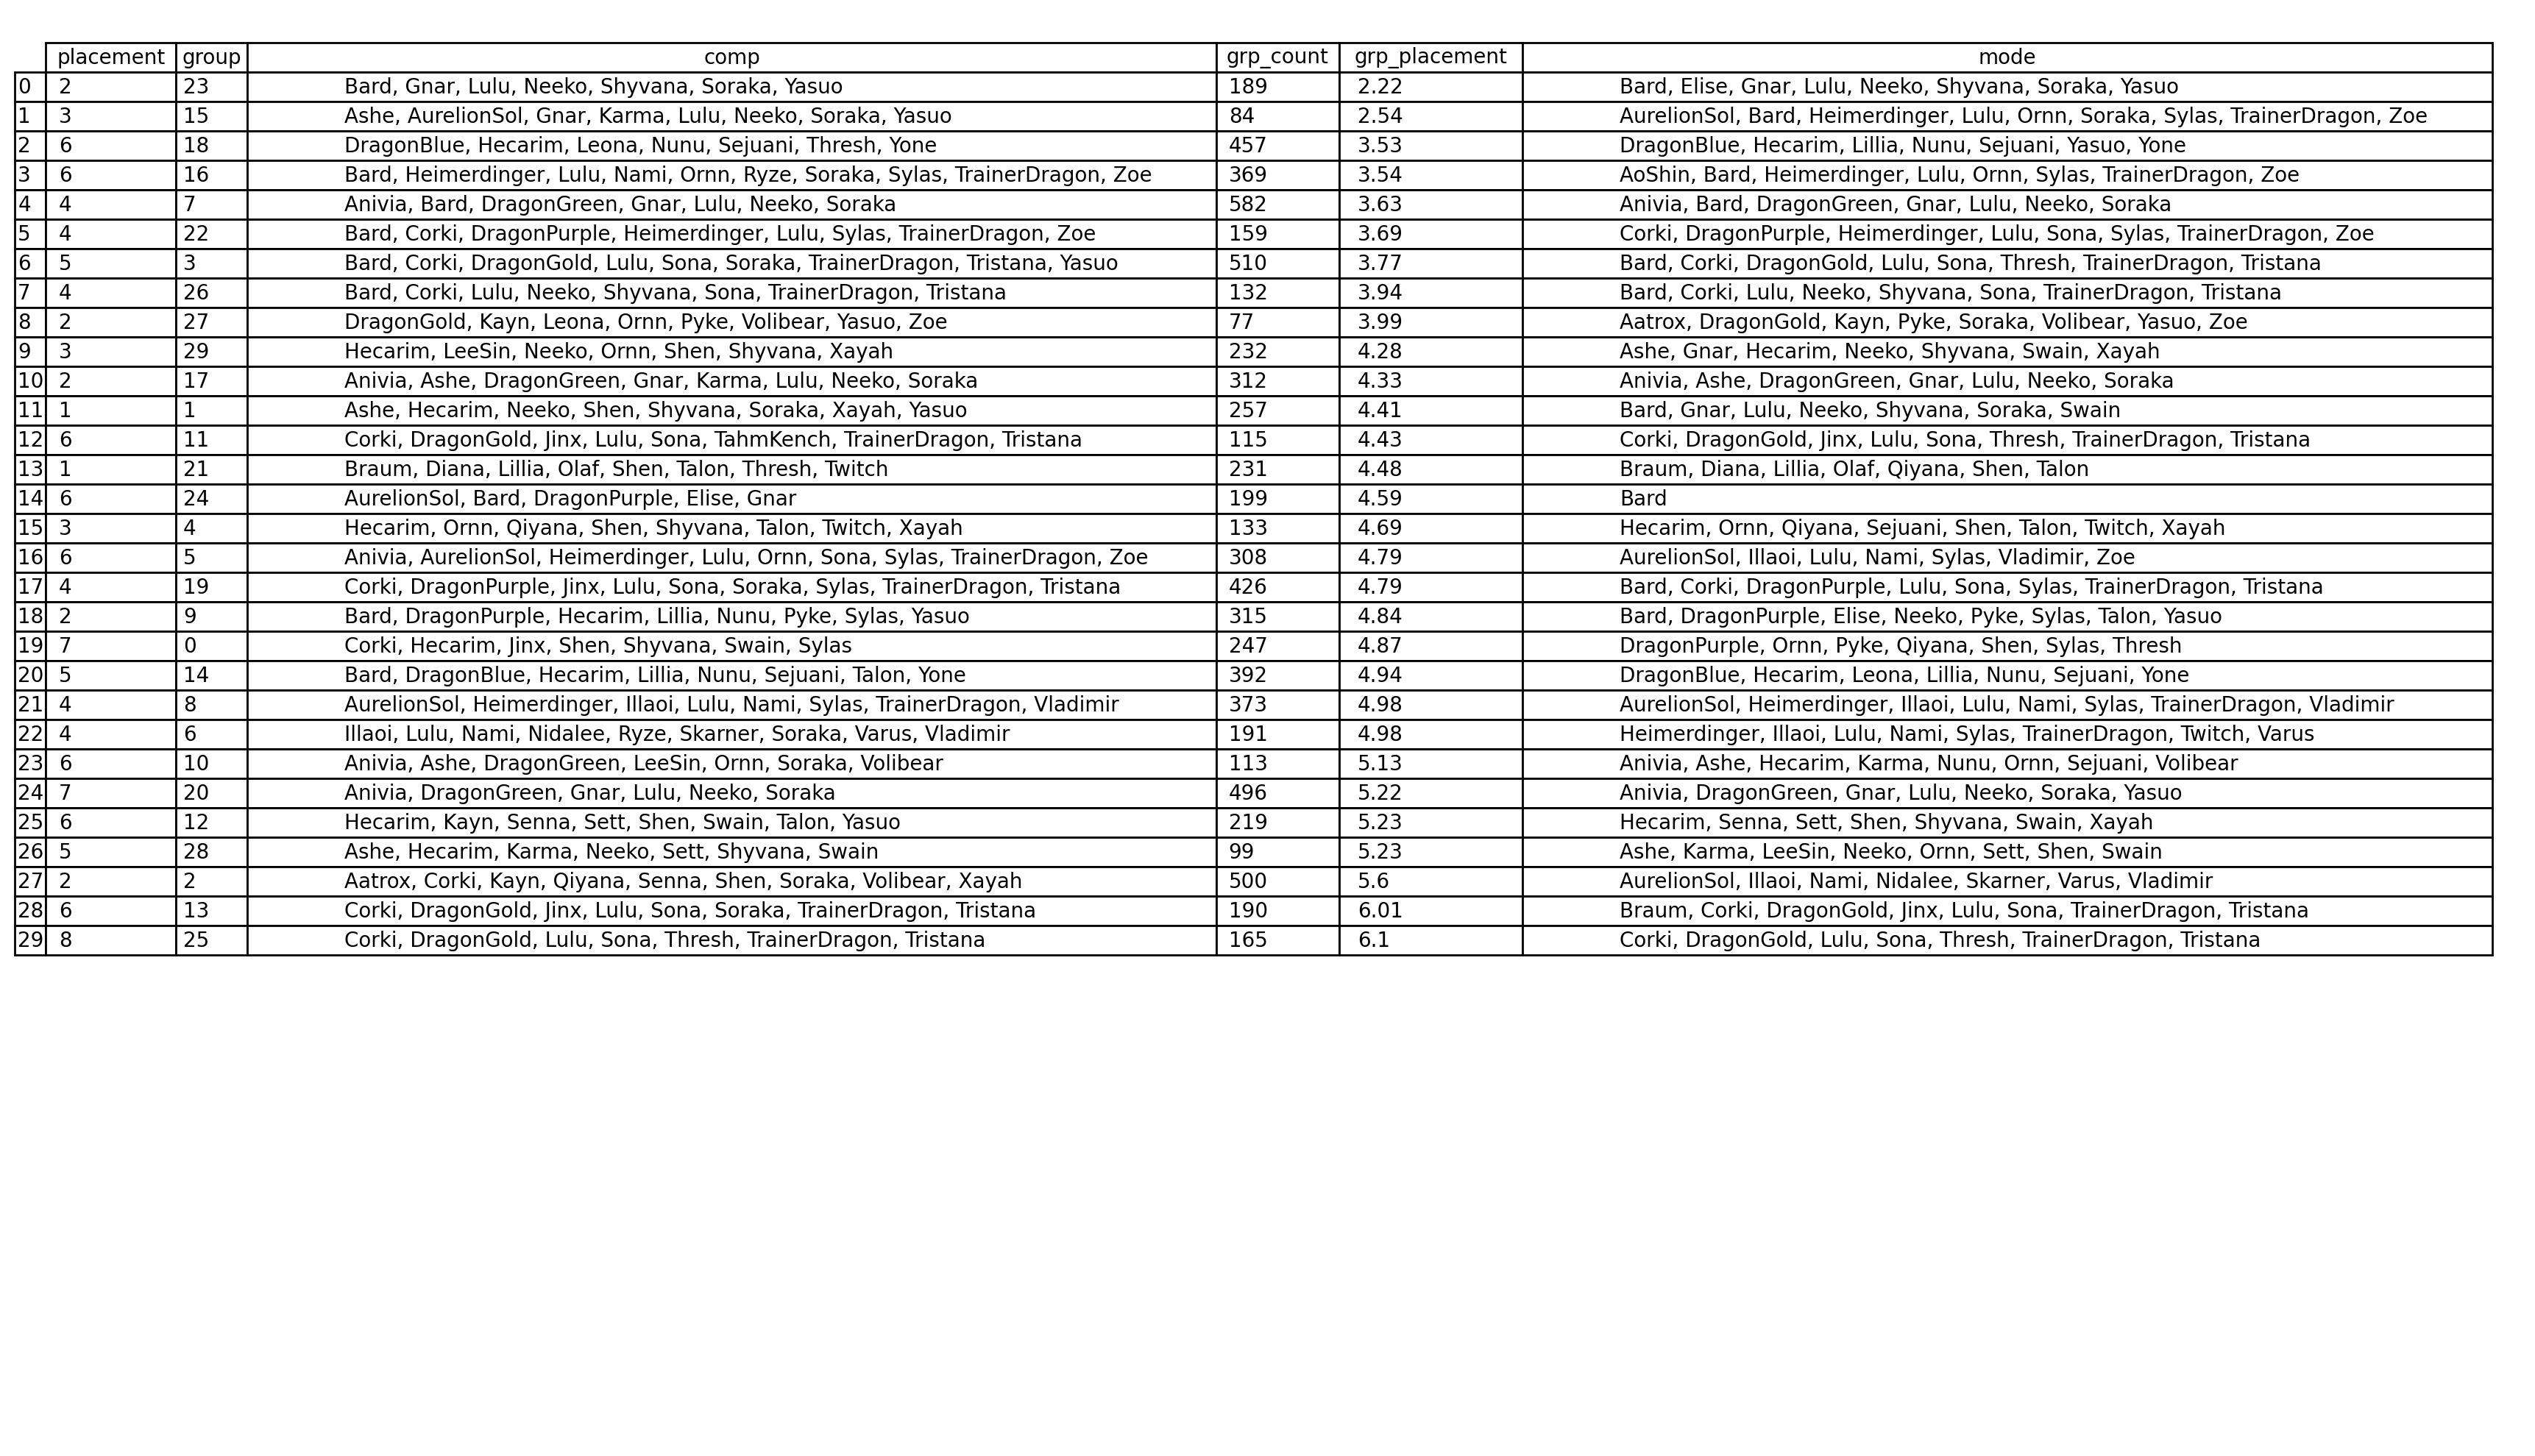 placement group comp grp_count grp_placement mode
0 2 23 Bard, Gnar, Lulu, Neeko, Shyvana, Soraka, Yasuo 189 2.22 Bard, Elise, Gnar, Lulu, Neeko, Shyvana, Soraka, Yasuo
1 3 15 Ashe, AurelionSol, Gnar, Karma, Lulu, Neeko, Soraka, Yasuo 84 2.54 AurelionSol, Bard, Heimerdinger, Lulu, Ornn, Soraka, Sylas, TrainerDragon, Zoe
2 6 18 DragonBlue, Hecarim, Leona, Nunu, Sejuani, Thresh, Yone 457 3.53 DragonBlue, Hecarim, Lillia, Nunu, Sejuani, Yasuo, Yone
3 6 16 Bard, Heimerdinger, Lulu, Nami, Ornn, Ryze, Soraka, Sylas, TrainerDragon, Zoe 369 3.54 AoShin, Bard, Heimerdinger, Lulu, Ornn, Sylas, TrainerDragon, Zoe
4 4 7 Anivia, Bard, DragonGreen, Gnar, Lulu, Neeko, Soraka 582 3.63 Anivia, Bard, DragonGreen, Gnar, Lulu, Neeko, Soraka
5 4 22 Bard, Corki, DragonPurple, Heimerdinger, Lulu, Sylas, TrainerDragon, Zoe 159 3.69 Corki, DragonPurple, Heimerdinger, Lulu, Sona, Sylas, TrainerDragon, Zoe
6 5 3 Bard, Corki, DragonGold, Lulu, Sona, Soraka, TrainerDragon, Tristana, Yasuo 510 3.77 Bard, Corki, DragonGold, Lulu, Sona, Thresh, TrainerDragon, Tristana
7 4 26 Bard, Corki, Lulu, Neeko, Shyvana, Sona, TrainerDragon, Tristana 132 3.94 Bard, Corki, Lulu, Neeko, Shyvana, Sona, TrainerDragon, Tristana
8 2 27 DragonGold, Kayn, Leona, Ornn, Pyke, Volibear, Yasuo, Zoe 77 3.99 Aatrox, DragonGold, Kayn, Pyke, Soraka, Volibear, Yasuo, Zoe
9 3 29 Hecarim, LeeSin, Neeko, Ornn, Shen, Shyvana, Xayah 232 4.28 Ashe, Gnar, Hecarim, Neeko, Shyvana, Swain, Xayah
10 2 17 Anivia, Ashe, DragonGreen, Gnar, Karma, Lulu, Neeko, Soraka 312 4.33 Anivia, Ashe, DragonGreen, Gnar, Lulu, Neeko, Soraka
11 1 1 Ashe, Hecarim, Neeko, Shen, Shyvana, Soraka, Xayah, Yasuo 257 4.41 Bard, Gnar, Lulu, Neeko, Shyvana, Soraka, Swain
12 6 11 Corki, DragonGold, Jinx, Lulu, Sona, TahmKench, TrainerDragon, Tristana 115 4.43 Corki, DragonGold, Jinx, Lulu, Sona, Thresh, TrainerDragon, Tristana
13 1 21 Braum, Diana, Lillia, Olaf, Shen, Talon, Thresh, Twitch 231 4.48 Braum, Diana, Lillia, Olaf, Qiyana, Shen, Talon
14 6 24 AurelionSol, Bard, DragonPurple, Elise, Gnar 199 4.59 Bard
15 3 4 Hecarim, Ornn, Qiyana, Shen, Shyvana, Talon, Twitch, Xayah 133 4.69 Hecarim, Ornn, Qiyana, Sejuani, Shen, Talon, Twitch, Xayah
16 6 5 Anivia, AurelionSol, Heimerdinger, Lulu, Ornn, Sona, Sylas, TrainerDragon, Zoe 308 4.79 AurelionSol, Illaoi, Lulu, Nami, Sylas, Vladimir, Zoe
17 4 19 Corki, DragonPurple, Jinx, Lulu, Sona, Soraka, Sylas, TrainerDragon, Tristana 426 4.79 Bard, Corki, DragonPurple, Lulu, Sona, Sylas, TrainerDragon, Tristana
18 2 9 Bard, DragonPurple, Hecarim, Lillia, Nunu, Pyke, Sylas, Yasuo 315 4.84 Bard, DragonPurple, Elise, Neeko, Pyke, Sylas, Talon, Yasuo
19 7 0 Corki, Hecarim, Jinx, Shen, Shyvana, Swain, Sylas 247 4.87 DragonPurple, Ornn, Pyke, Qiyana, Shen, Sylas, Thresh
20 5 14 Bard, DragonBlue, Hecarim, Lillia, Nunu, Sejuani, Talon, Yone 392 4.94 DragonBlue, Hecarim, Leona, Lillia, Nunu, Sejuani, Yone
21 4 8 AurelionSol, Heimerdinger, Illaoi, Lulu, Nami, Sylas, TrainerDragon, Vladimir 373 4.98 AurelionSol, Heimerdinger, Illaoi, Lulu, Nami, Sylas, TrainerDragon, Vladimir
22 4 6 Illaoi, Lulu, Nami, Nidalee, Ryze, Skarner, Soraka, Varus, Vladimir 191 4.98 Heimerdinger, Illaoi, Lulu, Nami, Sylas, TrainerDragon, Twitch, Varus
23 6 10 Anivia, Ashe, DragonGreen, LeeSin, Ornn, Soraka, Volibear 113 5.13 Anivia, Ashe, Hecarim, Karma, Nunu, Ornn, Sejuani, Volibear
24 7 20 Anivia, DragonGreen, Gnar, Lulu, Neeko, Soraka 496 5.22 Anivia, DragonGreen, Gnar, Lulu, Neeko, Soraka, Yasuo
25 6 12 Hecarim, Kayn, Senna, Sett, Shen, Swain, Talon, Yasuo 219 5.23 Hecarim, Senna, Sett, Shen, Shyvana, Swain, Xayah
26 5 28 Ashe, Hecarim, Karma, Neeko, Sett, Shyvana, Swain 99 5.23 Ashe, Karma, LeeSin, Neeko, Ornn, Sett, Shen, Swain
27 2 2 Aatrox, Corki, Kayn, Qiyana, Senna, Shen, Soraka, Volibear, Xayah 500 5.6 AurelionSol, Illaoi, Nami, Nidalee, Skarner, Varus, Vladimir
28 6 13 Corki, DragonGold, Jinx, Lulu, Sona, Soraka, TrainerDragon, Tristana 190 6.01 Braum, Corki, DragonGold, Jinx, Lulu, Sona, TrainerDragon, Tristana
29 8 25 Corki, DragonGold, Lulu, Sona, Thresh, TrainerDragon, Tristana 165 6.1 Corki, DragonGold, Lulu, Sona, Thresh, TrainerDragon, Tristana